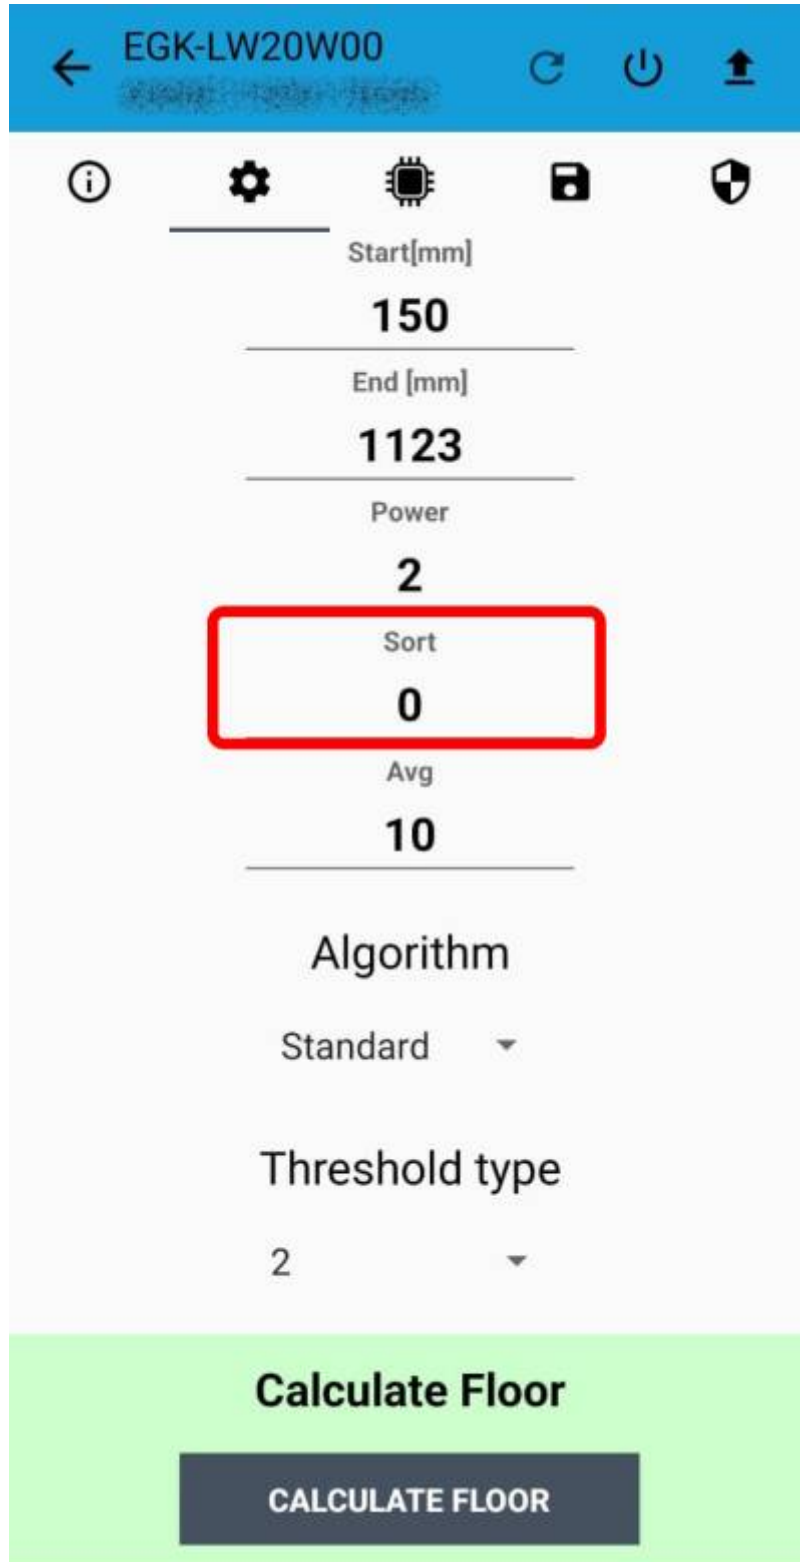 EGK-LW20W00
Start[mm]
150
End [mm]
1123
Power
2
Sort
0
Avg
10
Algorithm
Standard
Threshold type
2
Calculate Floor
CALCULATE FLOOR